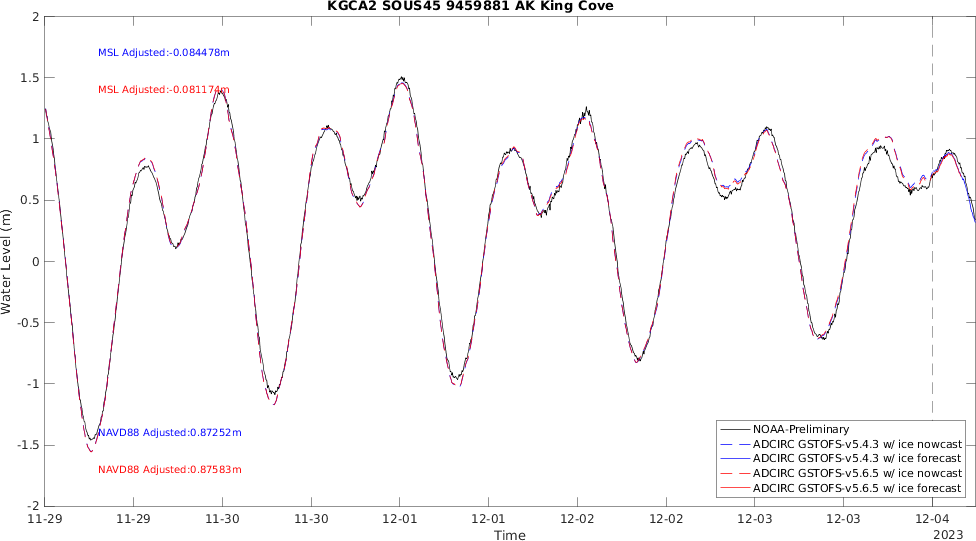 KGCA2 SOUS45 9459881 AK King Cove
2
1.5
1
0.5
0
-0.5
-1
-1.5
-2
Water Level (m)
MSL Adjusted:-0.084478m
MSL Adjusted:-0.081174m
NAVD88 Adjusted:0.87252m
NAVD88 Adjusted:0.87583m
NOAA-Preliminary
ADCIRC GSTOFS-v5.4.3 w/ ice nowcast
ADCIRC GSTOFS-v5.4.3 w/ ice forecast
ADCIRC GSTOFS-v5.6.5 w/ ice nowcast
ADCIRC GSTOFS-v5.6.5 w/ ice forecast
11-29 11-29 11-30 11-30 12-01 12-01 12-02 12-02 12-03 12-03 12-04
Time
2023